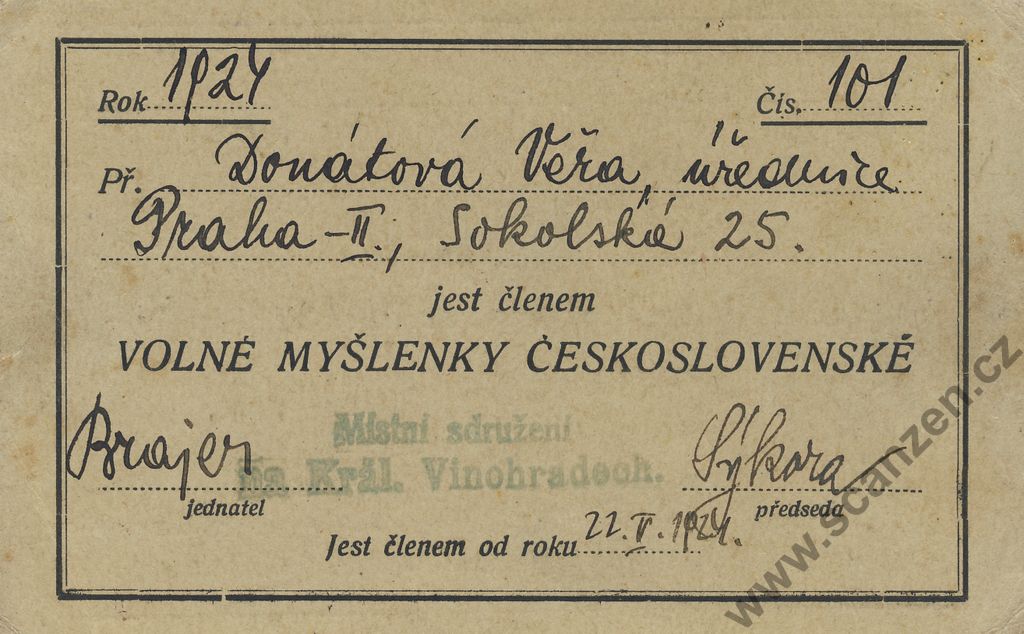 Rok 1924 Čís. 101
Př. Donátová Věra, úřednice
Praha-II., Sokolská 25.
jest členem
VOLNÉ MYŠLENKY ČESKOSLOVENSKÉ
Místní sdružení
na Král. Vinohradech.
Brajer Sýkora
jednatel předseda
Jest členem od roku 22.II.1924.
www.scanzen.cz